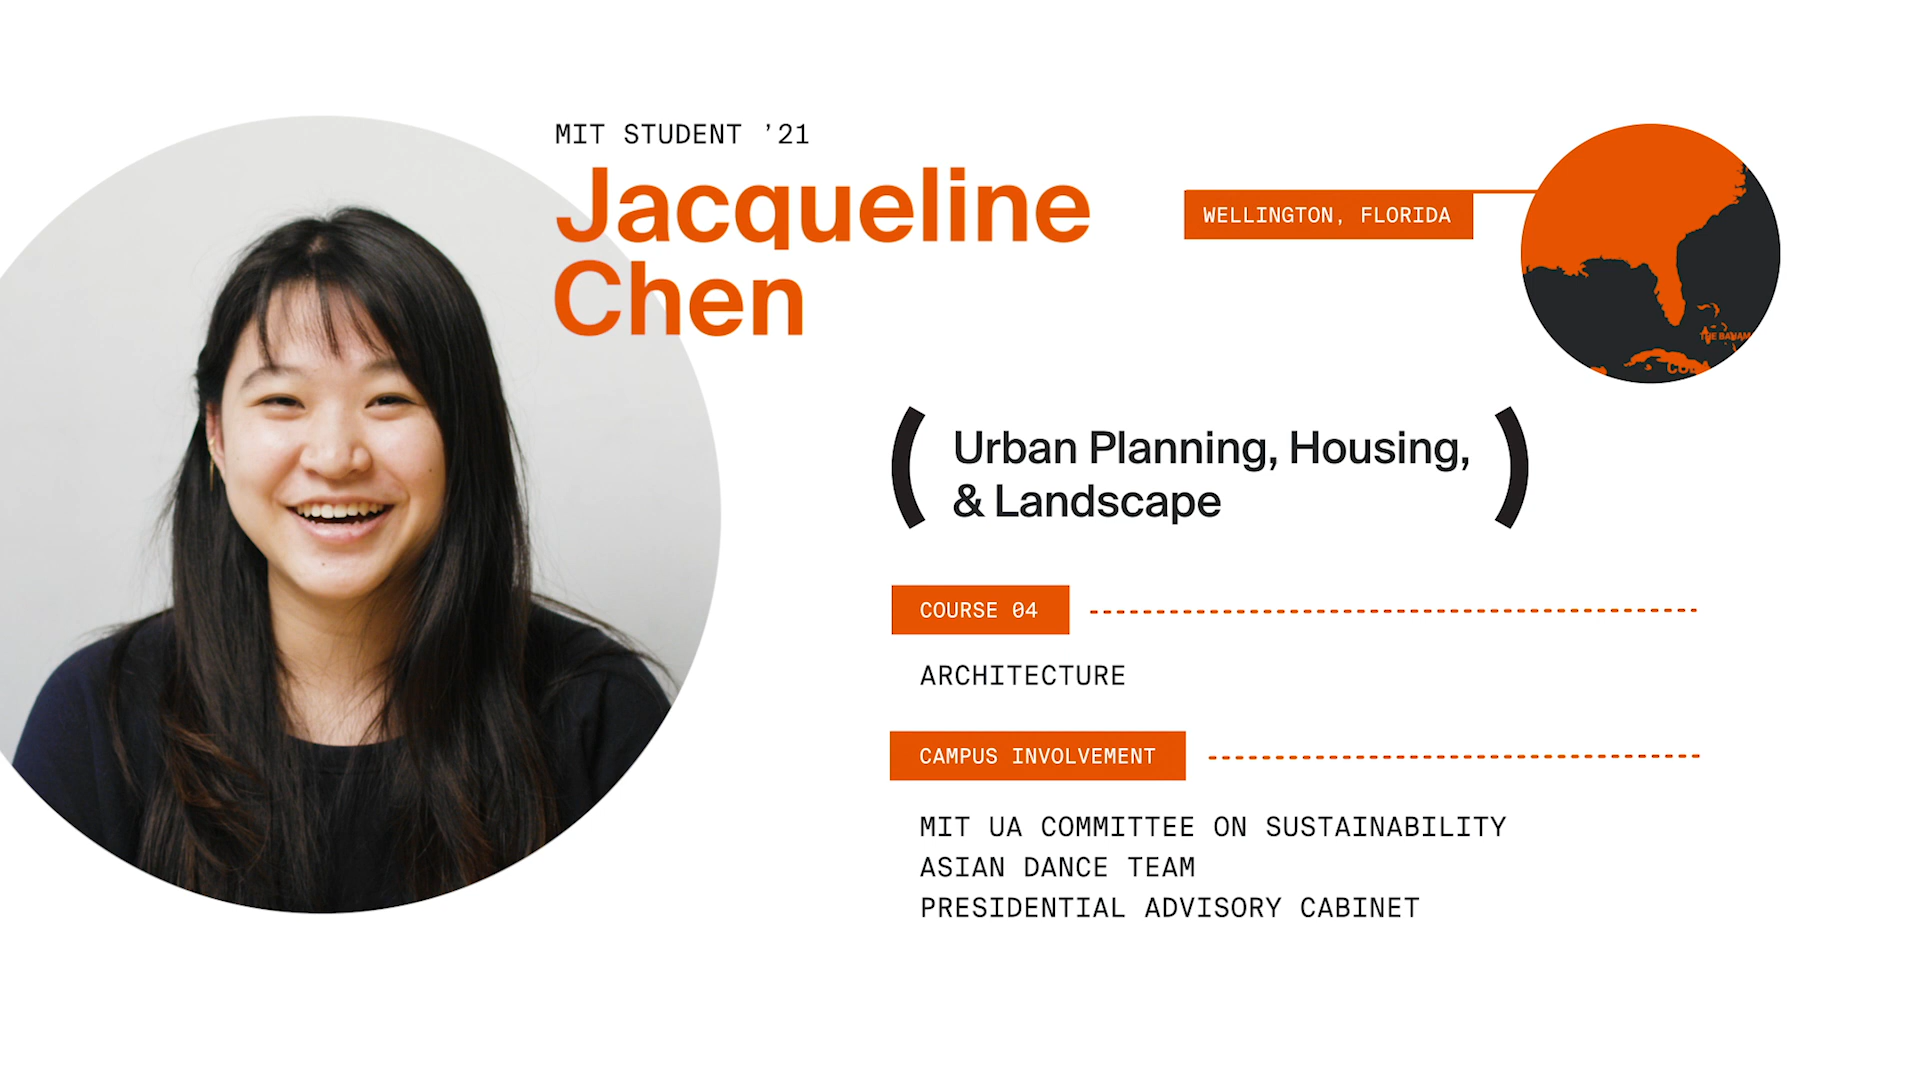 MIT STUDENT ’21
Jacqueline
Chen
WELLINGTON, FLORIDA
(Urban Planning, Housing,
& Landscape)
COURSE 04
ARCHITECTURE
CAMPUS INVOLVEMENT
MIT UA COMMITTEE ON SUSTAINABILITY
ASIAN DANCE TEAM
PRESIDENTIAL ADVISORY CABINET